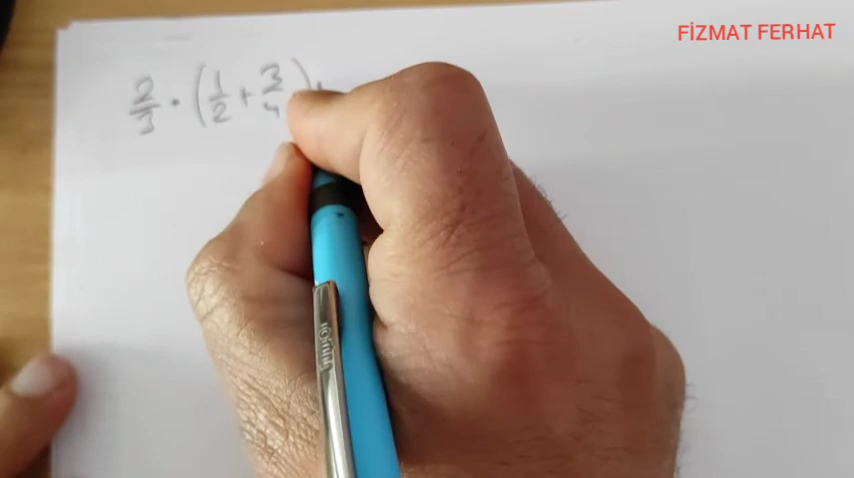 FİZMAT FERHAT
2/3 · (1/2 + 3/4)